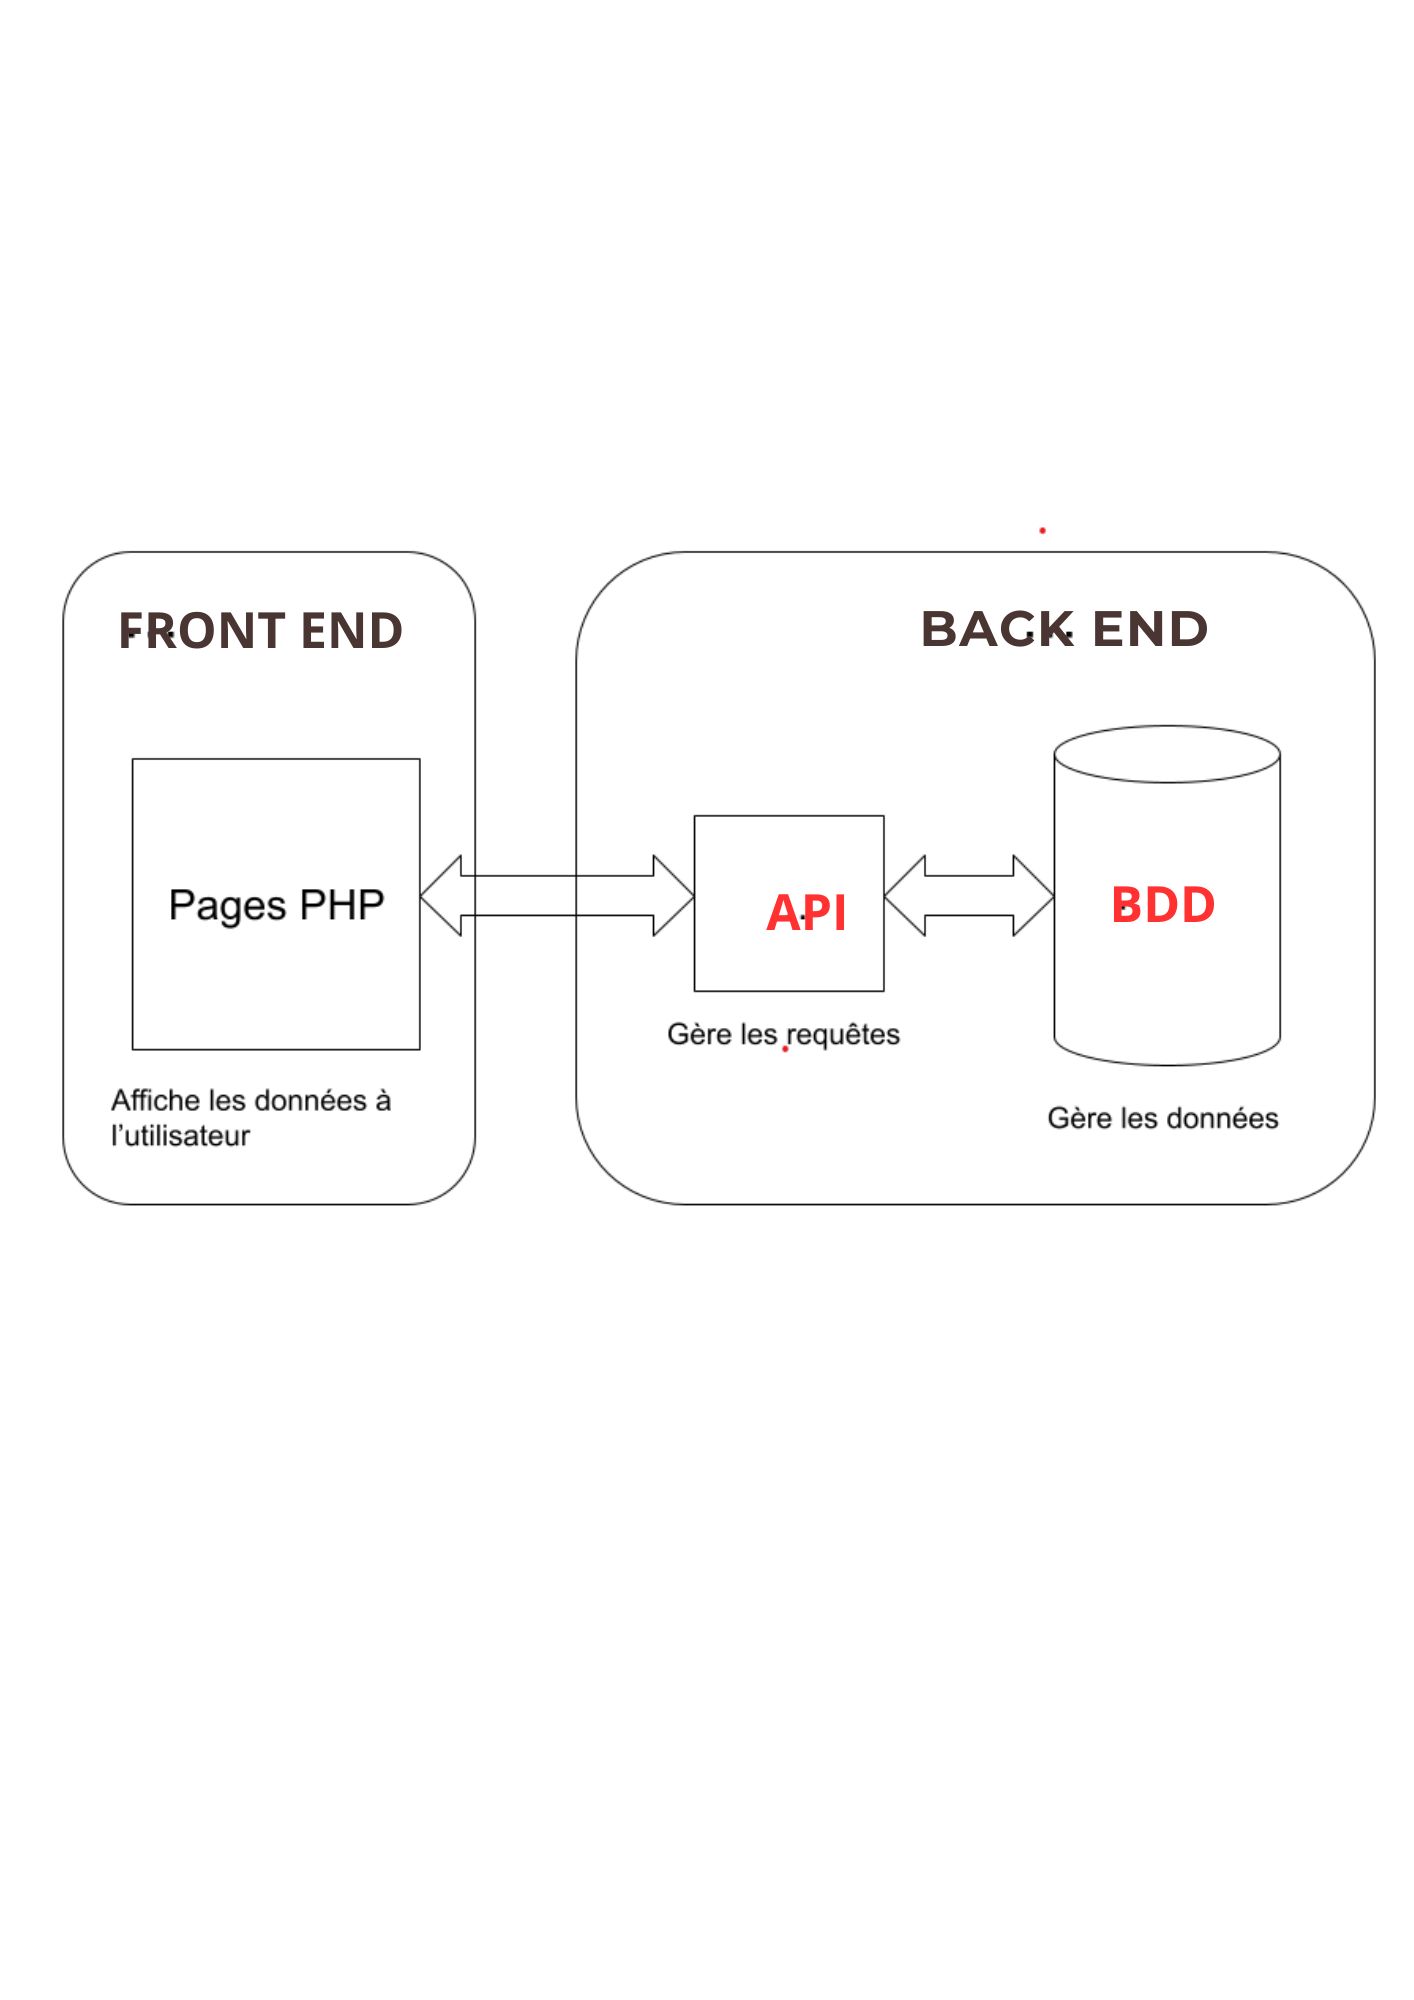 FRONT END
BACK END
Pages PHP
API
BDD
Gère les requêtes
Affiche les données à
l'utilisateur
Gère les données